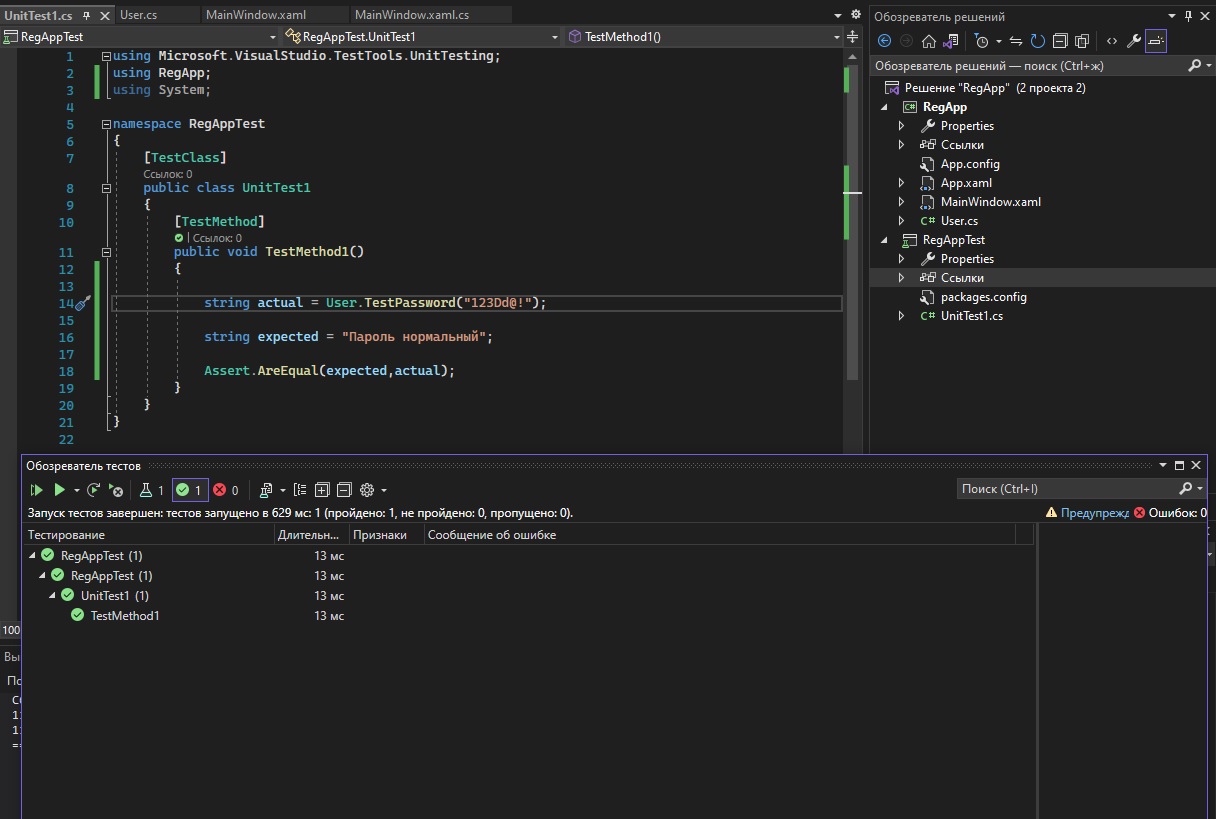 UnitTest1.cs
User.cs
MainWindow.xaml
MainWindow.xaml.cs
RegAppTest
RegAppTest.UnitTest1
TestMethod1()
1 using Microsoft.VisualStudio.TestTools.UnitTesting;
2 using RegApp;
3 using System;
4
5 namespace RegAppTest
6 {
7 [TestClass]
Ссылок: 0
8 public class UnitTest1
9 {
10 [TestMethod]
| Ссылок: 0
11 public void TestMethod1()
12 {
13
14 string actual = User.TestPassword("123Dd@!");
15
16 string expected = "Пароль нормальный";
17
18 Assert.AreEqual(expected,actual);
19 }
20 }
21 }
22
100
Вы
По
Обозреватель решений
Обозреватель решений — поиск (Ctrl+ж)
Решение "RegApp" (2 проекта 2)
C# RegApp
Properties
Ссылки
App.config
App.xaml
MainWindow.xaml
C# User.cs
RegAppTest
Properties
Ссылки
packages.config
C# UnitTest1.cs
Обозреватель тестов
1 1 0
Поиск (Ctrl+I)
Запуск тестов завершен: тестов запущено в 629 мс: 1 (пройдено: 1, не пройдено: 0, пропущено: 0).
Предупрежд Ошибок: 0
Тестирование Длительн... Признаки Сообщение об ошибке
RegAppTest (1) 13 мс
RegAppTest (1) 13 мс
UnitTest1 (1) 13 мс
TestMethod1 13 мс